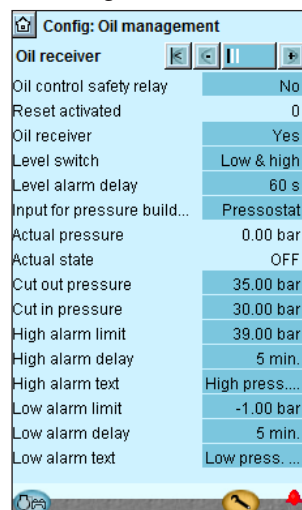 Config: Oil management
Oil receiver
Oil control safety relay No
Reset activated 0
Oil receiver Yes
Level switch Low & high
Level alarm delay 60 s
Input for pressure build... Pressostat
Actual pressure 0.00 bar
Actual state OFF
Cut out pressure 35.00 bar
Cut in pressure 30.00 bar
High alarm limit 39.00 bar
High alarm delay 5 min.
High alarm text High press....
Low alarm limit -1.00 bar
Low alarm delay 5 min.
Low alarm text Low press. ...